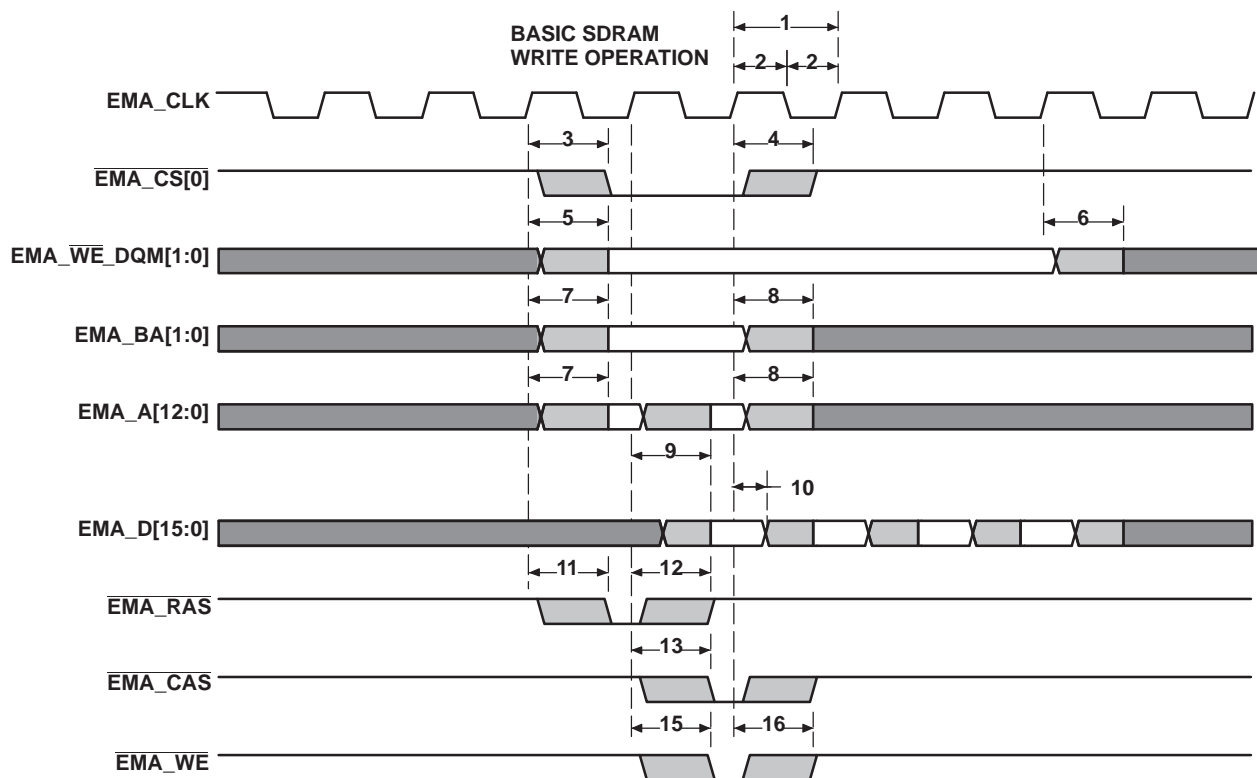 1
BASIC SDRAM
WRITE OPERATION
2 2
EMA_CLK
3 4
EMA_CS[0]
5 6
EMA_WE_DQM[1:0]
7 8
EMA_BA[1:0]
7 8
EMA_A[12:0]
9
10
EMA_D[15:0]
11 12
EMA_RAS
13
EMA_CAS
15 16
EMA_WE